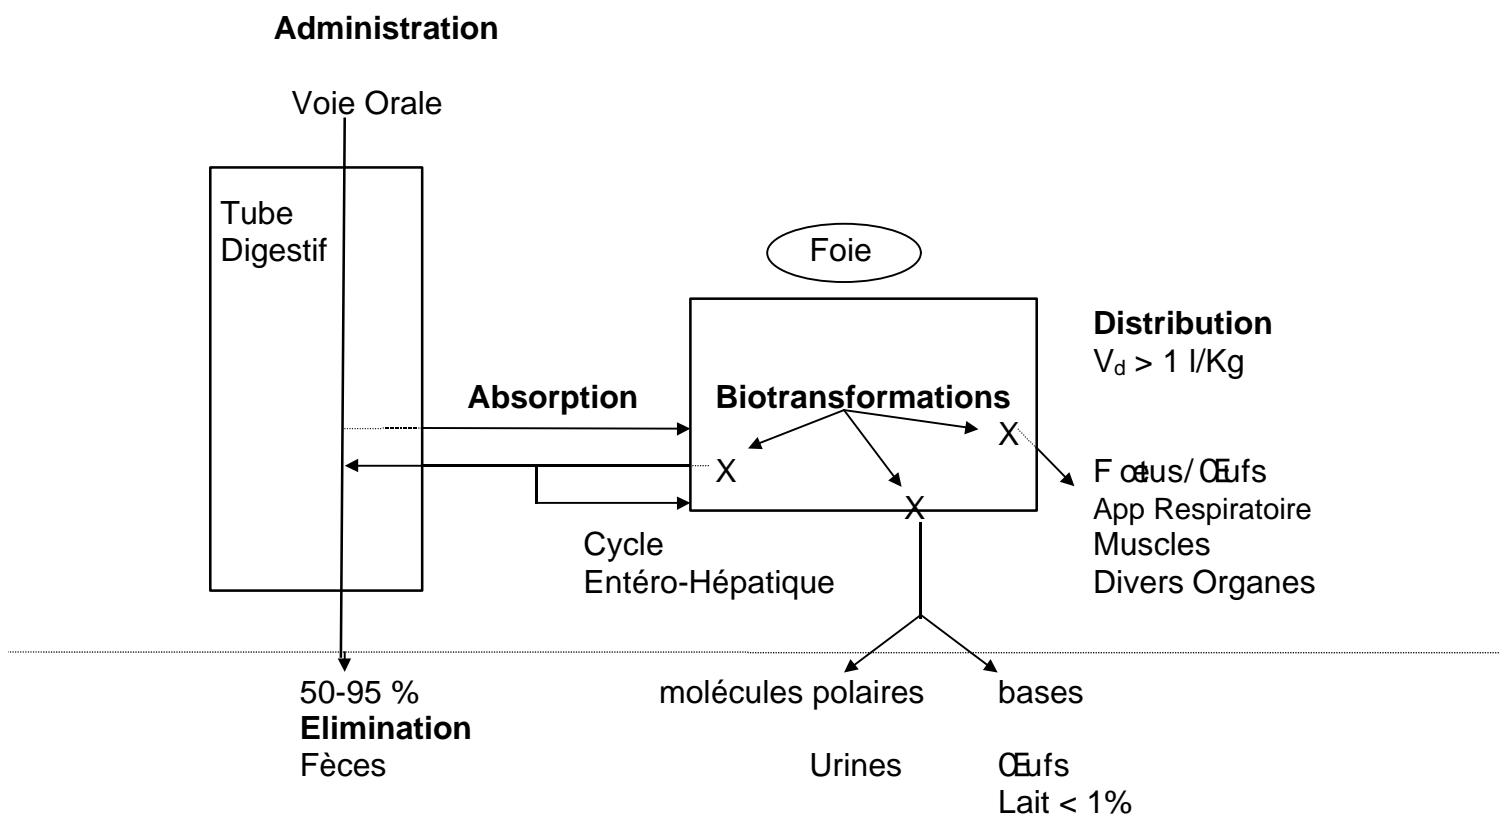 Administration
Voie Orale
Tube
Digestif
Foie
Distribution
Vd > 1 l/Kg
Absorption
Biotransformations
X
X
X
Fœtus/Œufs
App Respiratoire
Muscles
Divers Organes
Cycle
Entéro-Hépatique
50-95 %
Elimination
Fèces
molécules polaires
bases
Urines
Œufs
Lait < 1%